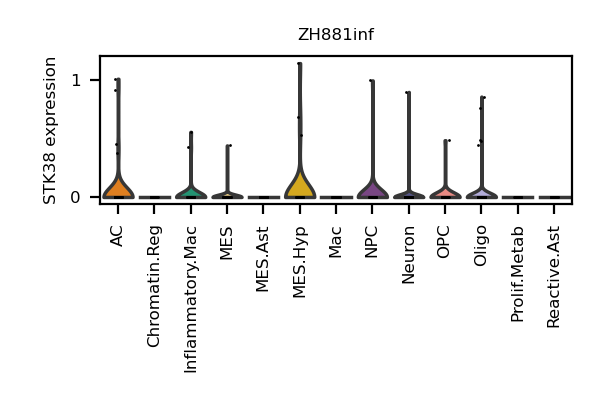 ZH881inf
STK38 expression
1
0
AC
Chromatin.Reg
Inflammatory.Mac
MES
MES.Ast
MES.Hyp
Mac
NPC
Neuron
OPC
Oligo
Prolif.Metab
Reactive.Ast